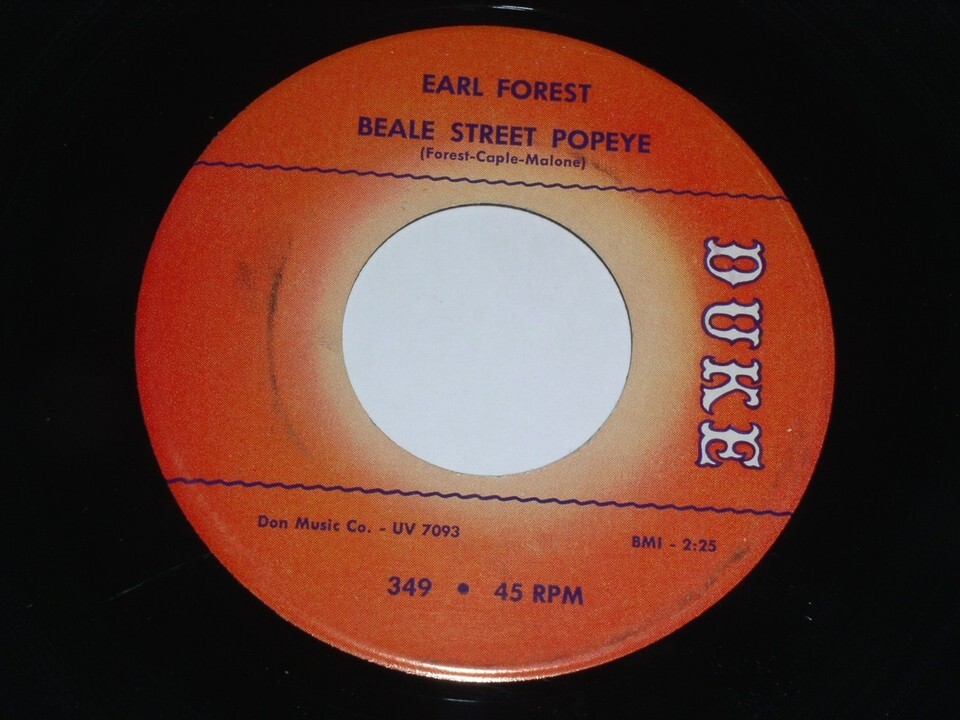 EARL FOREST
BEALE STREET POPEYE
(Forest-Caple-Malone)
DUKE
Don Music Co. - UV 7093
BMI - 2:25
349 • 45 RPM